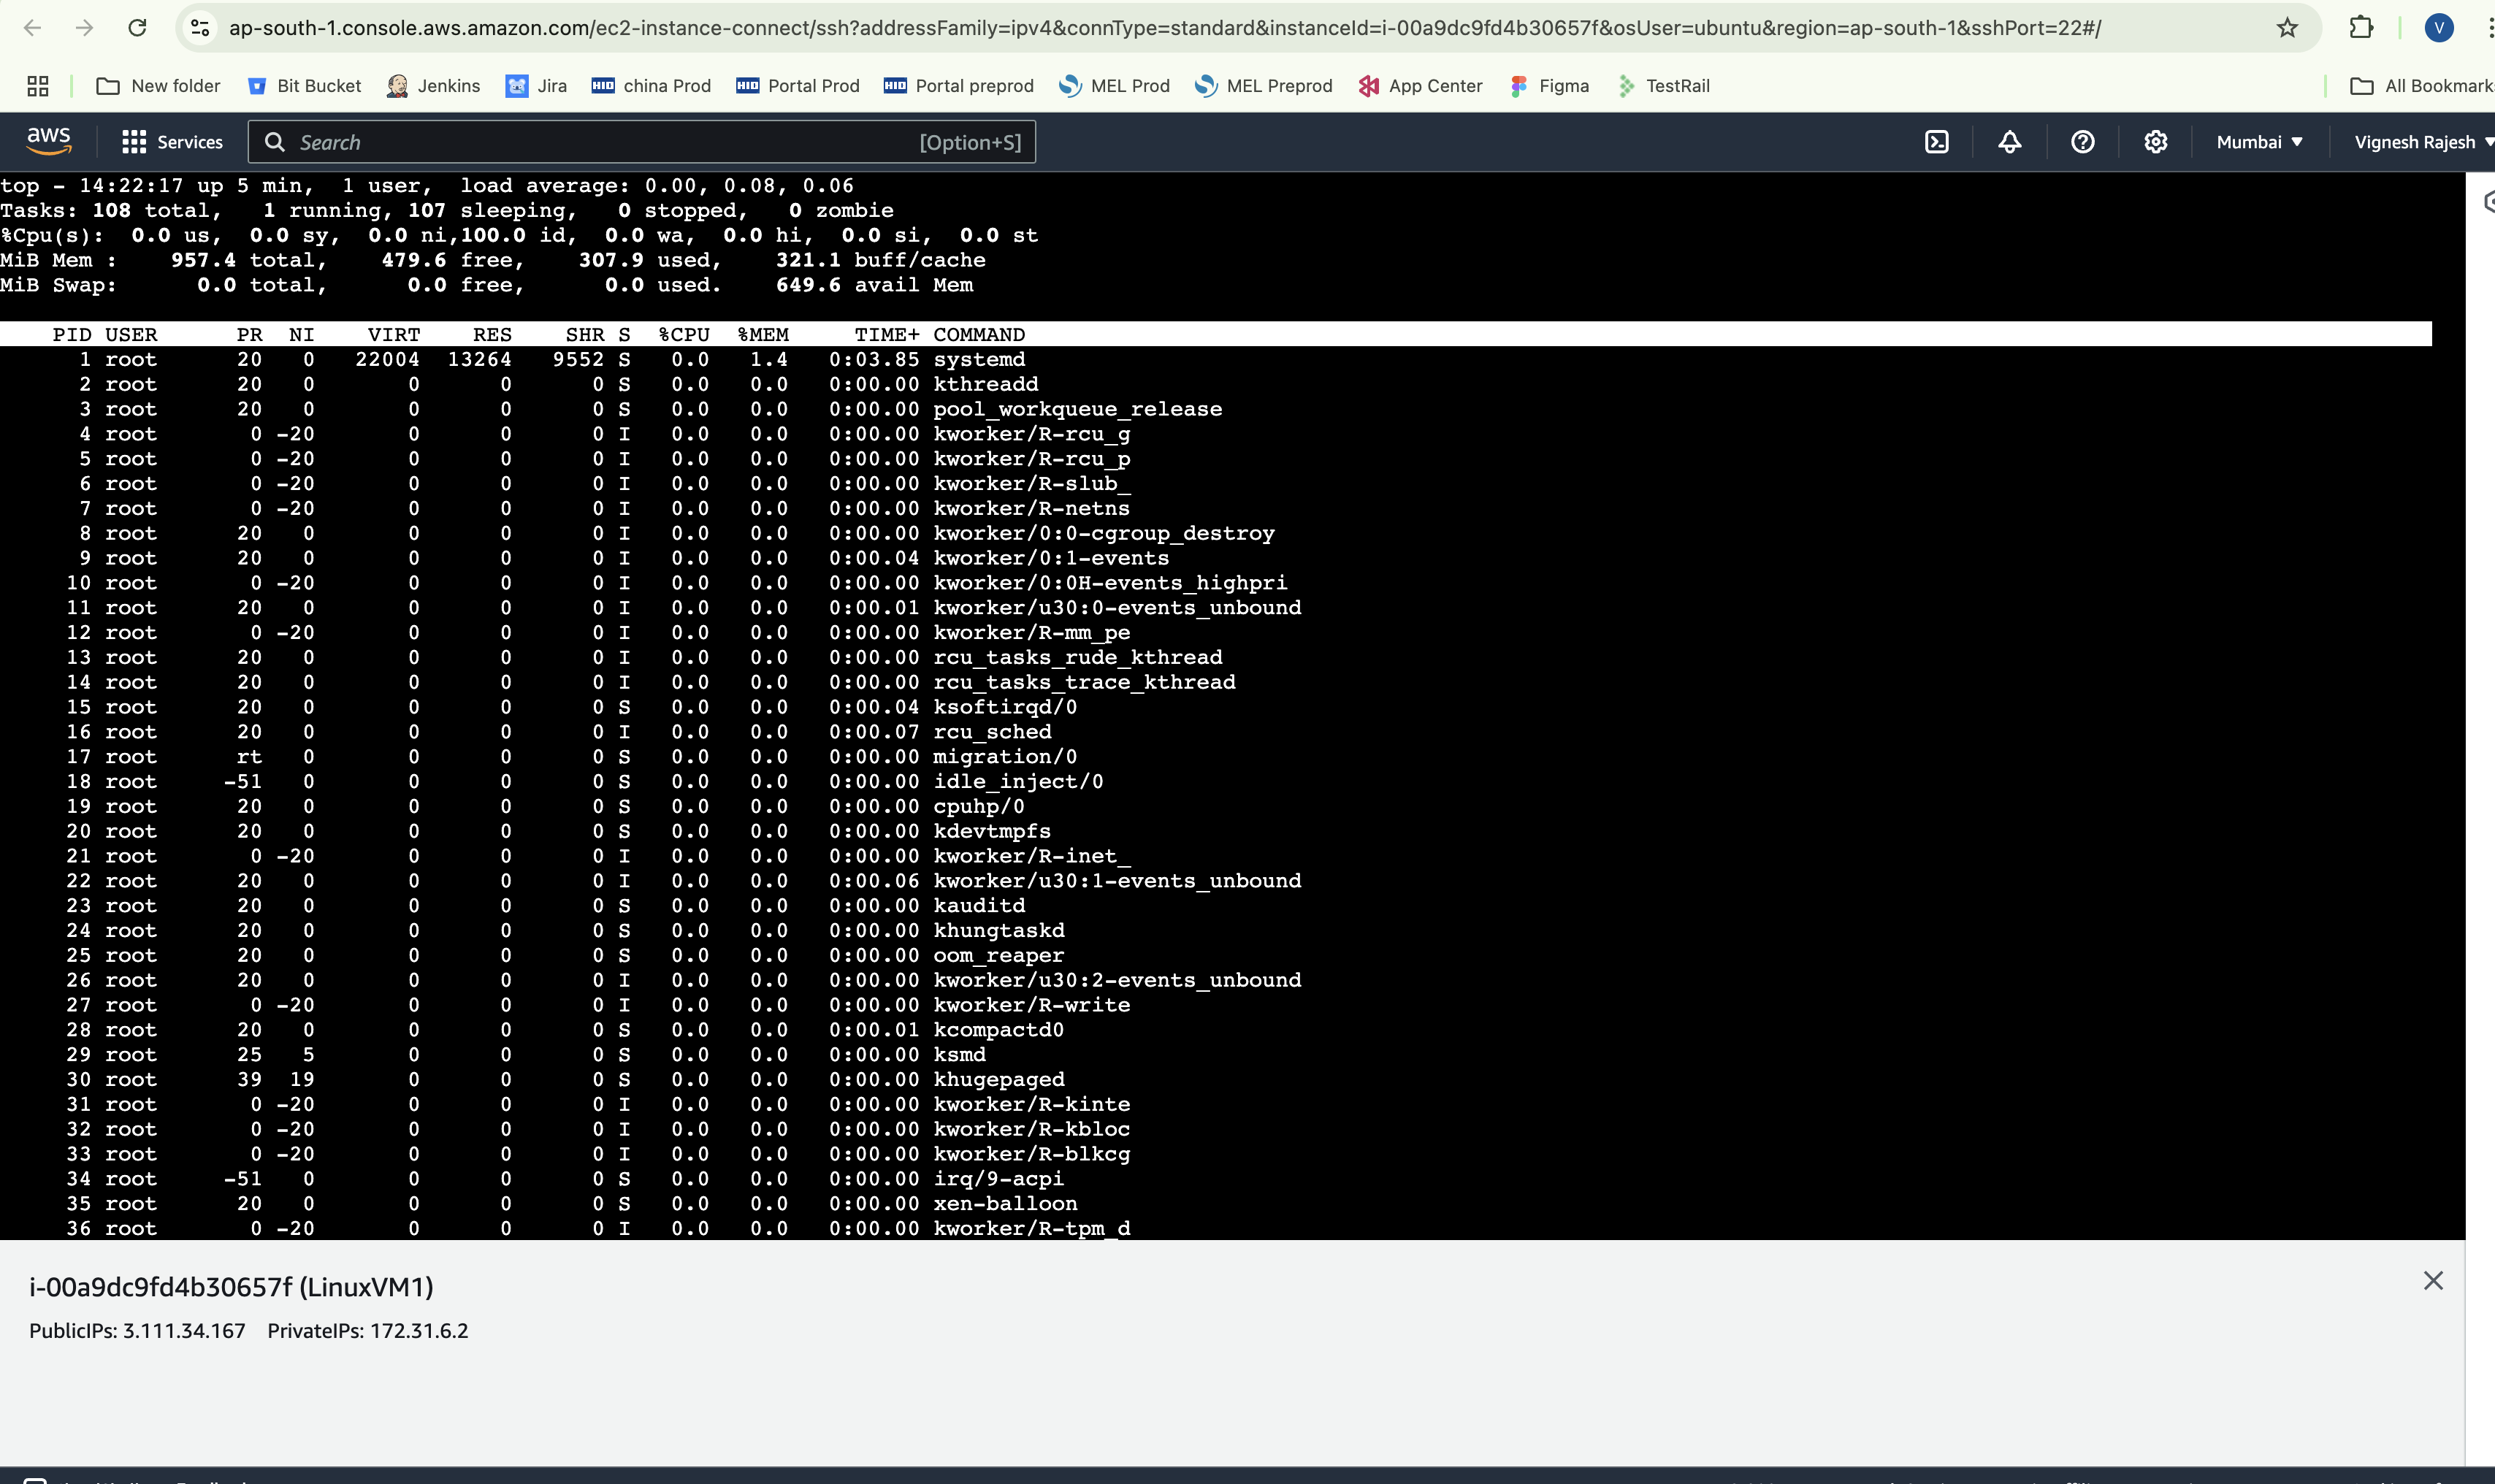 ap-south-1.console.aws.amazon.com/ec2-instance-connect/ssh?addressFamily=ipv4&connType=standard&instanceId=i-00a9dc9fd4b30657f&osUser=ubuntu&region=ap-south-1&sshPort=22#/ V
New folder Bit Bucket Jenkins Jira HID china Prod HID Portal Prod HID Portal preprod MEL Prod MEL Preprod App Center Figma TestRail All Bookmark
aws Services Search [Option+S] Mumbai Vignesh Rajesh
top - 14:22:17 up 5 min, 1 user, load average: 0.00, 0.08, 0.06
Tasks: 108 total, 1 running, 107 sleeping, 0 stopped, 0 zombie
%Cpu(s): 0.0 us, 0.0 sy, 0.0 ni,100.0 id, 0.0 wa, 0.0 hi, 0.0 si, 0.0 st
MiB Mem : 957.4 total, 479.6 free, 307.9 used, 321.1 buff/cache
MiB Swap: 0.0 total, 0.0 free, 0.0 used. 649.6 avail Mem
PID USER PR NI VIRT RES SHR S %CPU %MEM TIME+ COMMAND
1 root 20 0 22004 13264 9552 S 0.0 1.4 0:03.85 systemd
2 root 20 0 0 0 0 S 0.0 0.0 0:00.00 kthreadd
3 root 20 0 0 0 0 S 0.0 0.0 0:00.00 pool_workqueue_release
4 root 0 -20 0 0 0 I 0.0 0.0 0:00.00 kworker/R-rcu_g
5 root 0 -20 0 0 0 I 0.0 0.0 0:00.00 kworker/R-rcu_p
6 root 0 -20 0 0 0 I 0.0 0.0 0:00.00 kworker/R-slub_
7 root 0 -20 0 0 0 I 0.0 0.0 0:00.00 kworker/R-netns
8 root 20 0 0 0 0 I 0.0 0.0 0:00.00 kworker/0:0-cgroup_destroy
9 root 20 0 0 0 0 I 0.0 0.0 0:00.04 kworker/0:1-events
10 root 0 -20 0 0 0 I 0.0 0.0 0:00.00 kworker/0:0H-events_highpri
11 root 20 0 0 0 0 I 0.0 0.0 0:00.01 kworker/u30:0-events_unbound
12 root 0 -20 0 0 0 I 0.0 0.0 0:00.00 kworker/R-mm_pe
13 root 20 0 0 0 0 I 0.0 0.0 0:00.00 rcu_tasks_rude_kthread
14 root 20 0 0 0 0 I 0.0 0.0 0:00.00 rcu_tasks_trace_kthread
15 root 20 0 0 0 0 S 0.0 0.0 0:00.04 ksoftirqd/0
16 root 20 0 0 0 0 I 0.0 0.0 0:00.07 rcu_sched
17 root rt 0 0 0 0 S 0.0 0.0 0:00.00 migration/0
18 root -51 0 0 0 0 S 0.0 0.0 0:00.00 idle_inject/0
19 root 20 0 0 0 0 S 0.0 0.0 0:00.00 cpuhp/0
20 root 20 0 0 0 0 S 0.0 0.0 0:00.00 kdevtmpfs
21 root 0 -20 0 0 0 I 0.0 0.0 0:00.00 kworker/R-inet_
22 root 20 0 0 0 0 I 0.0 0.0 0:00.06 kworker/u30:1-events_unbound
23 root 20 0 0 0 0 S 0.0 0.0 0:00.00 kauditd
24 root 20 0 0 0 0 S 0.0 0.0 0:00.00 khungtaskd
25 root 20 0 0 0 0 S 0.0 0.0 0:00.00 oom_reaper
26 root 20 0 0 0 0 I 0.0 0.0 0:00.00 kworker/u30:2-events_unbound
27 root 0 -20 0 0 0 I 0.0 0.0 0:00.00 kworker/R-write
28 root 20 0 0 0 0 S 0.0 0.0 0:00.01 kcompactd0
29 root 25 5 0 0 0 S 0.0 0.0 0:00.00 ksmd
30 root 39 19 0 0 0 S 0.0 0.0 0:00.00 khugepaged
31 root 0 -20 0 0 0 I 0.0 0.0 0:00.00 kworker/R-kinte
32 root 0 -20 0 0 0 I 0.0 0.0 0:00.00 kworker/R-kbloc
33 root 0 -20 0 0 0 I 0.0 0.0 0:00.00 kworker/R-blkcg
34 root -51 0 0 0 0 S 0.0 0.0 0:00.00 irq/9-acpi
35 root 20 0 0 0 0 S 0.0 0.0 0:00.00 xen-balloon
36 root 0 -20 0 0 0 I 0.0 0.0 0:00.00 kworker/R-tpm_d
i-00a9dc9fd4b30657f (LinuxVM1)
PublicIPs: 3.111.34.167 PrivateIPs: 172.31.6.2